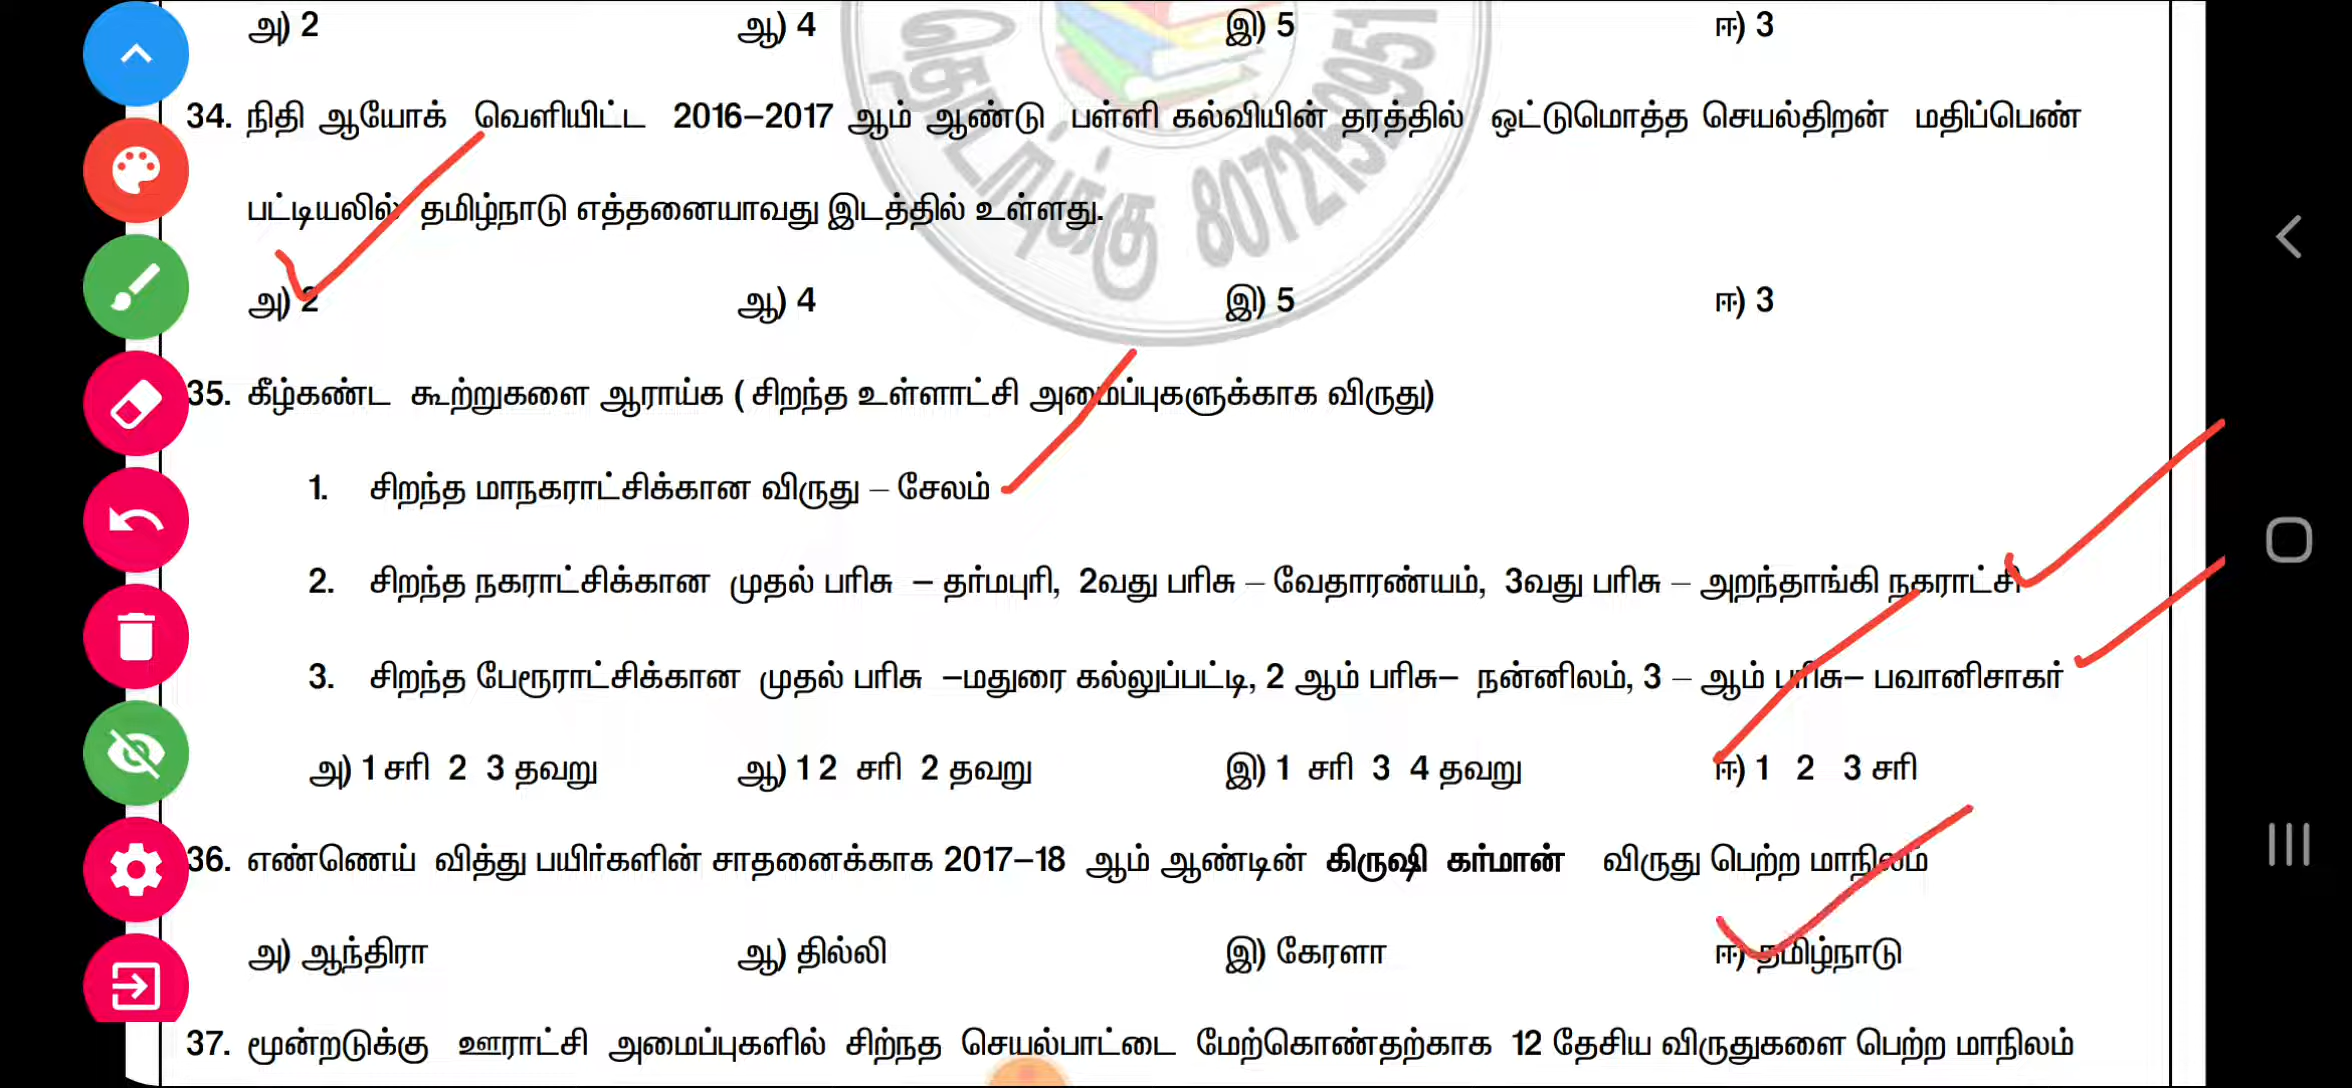 அ) 2 ஆ) 4 இ) 5 ஈ) 3
34. நிதி ஆயோக் வெளியிட்ட 2016–2017 ஆம் ஆண்டு பள்ளி கல்வியின் தரத்தில் ஒட்டுமொத்த செயல்திறன் மதிப்பெண்
பட்டியலில் தமிழ்நாடு எத்தனையாவது இடத்தில் உள்ளது.
அ) 2 ஆ) 4 இ) 5 ஈ) 3
35. கீழ்கண்ட கூற்றுகளை ஆராய்க ( சிறந்த உள்ளாட்சி அமைப்புகளுக்காக விருது)
1. சிறந்த மாநகராட்சிக்கான விருது – சேலம்
2. சிறந்த நகராட்சிக்கான முதல் பரிசு – தர்மபுரி, 2வது பரிசு – வேதாரண்யம், 3வது பரிசு – அறந்தாங்கி நகராட்சி
3. சிறந்த பேரூராட்சிக்கான முதல் பரிசு –மதுரை கல்லுப்பட்டி, 2 ஆம் பரிசு– நன்னிலம், 3 – ஆம் பரிசு– பவானிசாகர்
அ) 1 சரி 2 3 தவறு ஆ) 1 2 சரி 2 தவறு இ) 1 சரி 3 4 தவறு ஈ) 1 2 3 சரி
36. எண்ணெய் வித்து பயிர்களின் சாதனைக்காக 2017–18 ஆம் ஆண்டின் கிருஷி கர்மான் விருது பெற்ற மாநிலம்
அ) ஆந்திரா ஆ) தில்லி இ) கேரளா ஈ) தமிழ்நாடு
37. மூன்றடுக்கு ஊராட்சி அமைப்புகளில் சிற்நத செயல்பாட்டை மேற்கொண்தற்காக 12 தேசிய விருதுகளை பெற்ற மாநிலம்
தொடர்புக்கு 8072152951